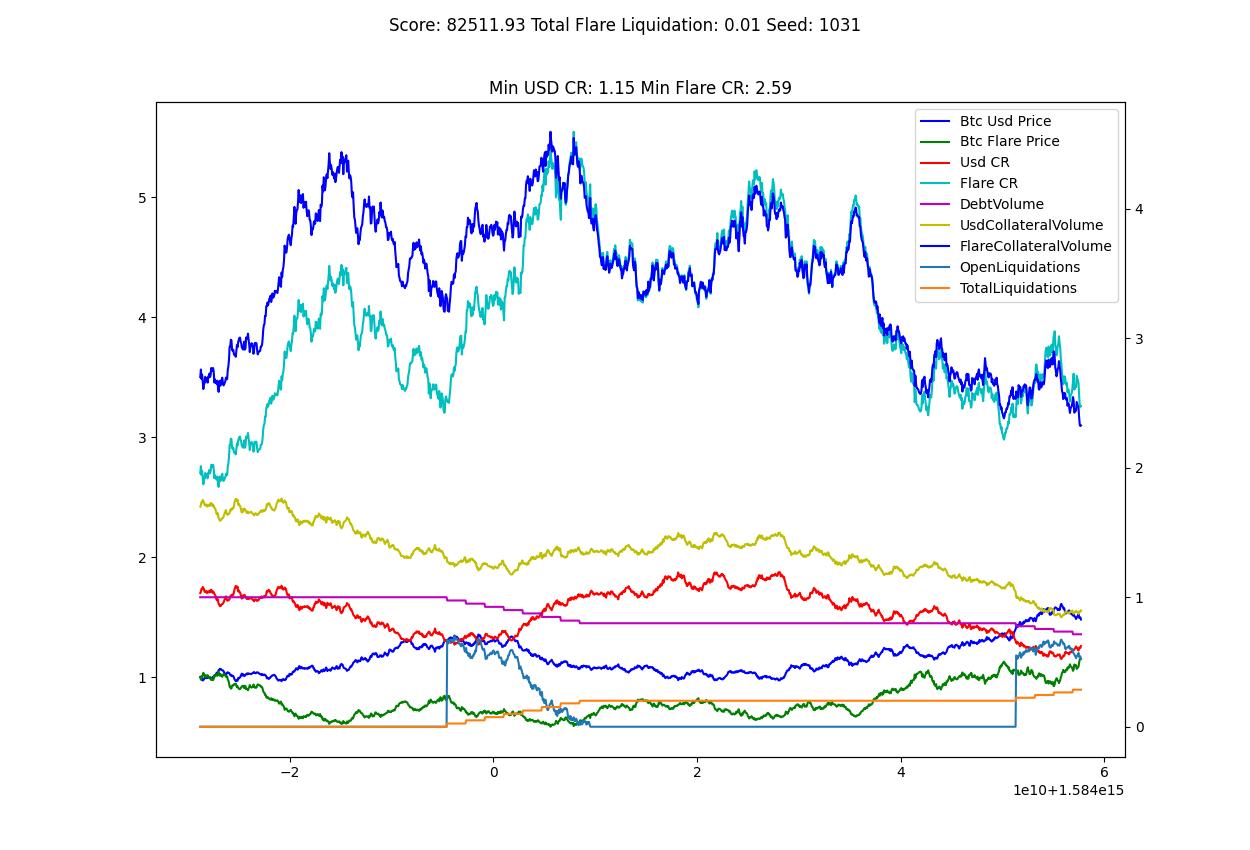 Score: 82511.93 Total Flare Liquidation: 0.01 Seed: 1031
Min USD CR: 1.15 Min Flare CR: 2.59
Btc Usd Price
Btc Flare Price
Usd CR
Flare CR
DebtVolume
UsdCollateralVolume
FlareCollateralVolume
OpenLiquidations
TotalLiquidations
5
4
3
2
1
4
3
2
1
0
−2
0
2
4
6
1e10+1.584e15